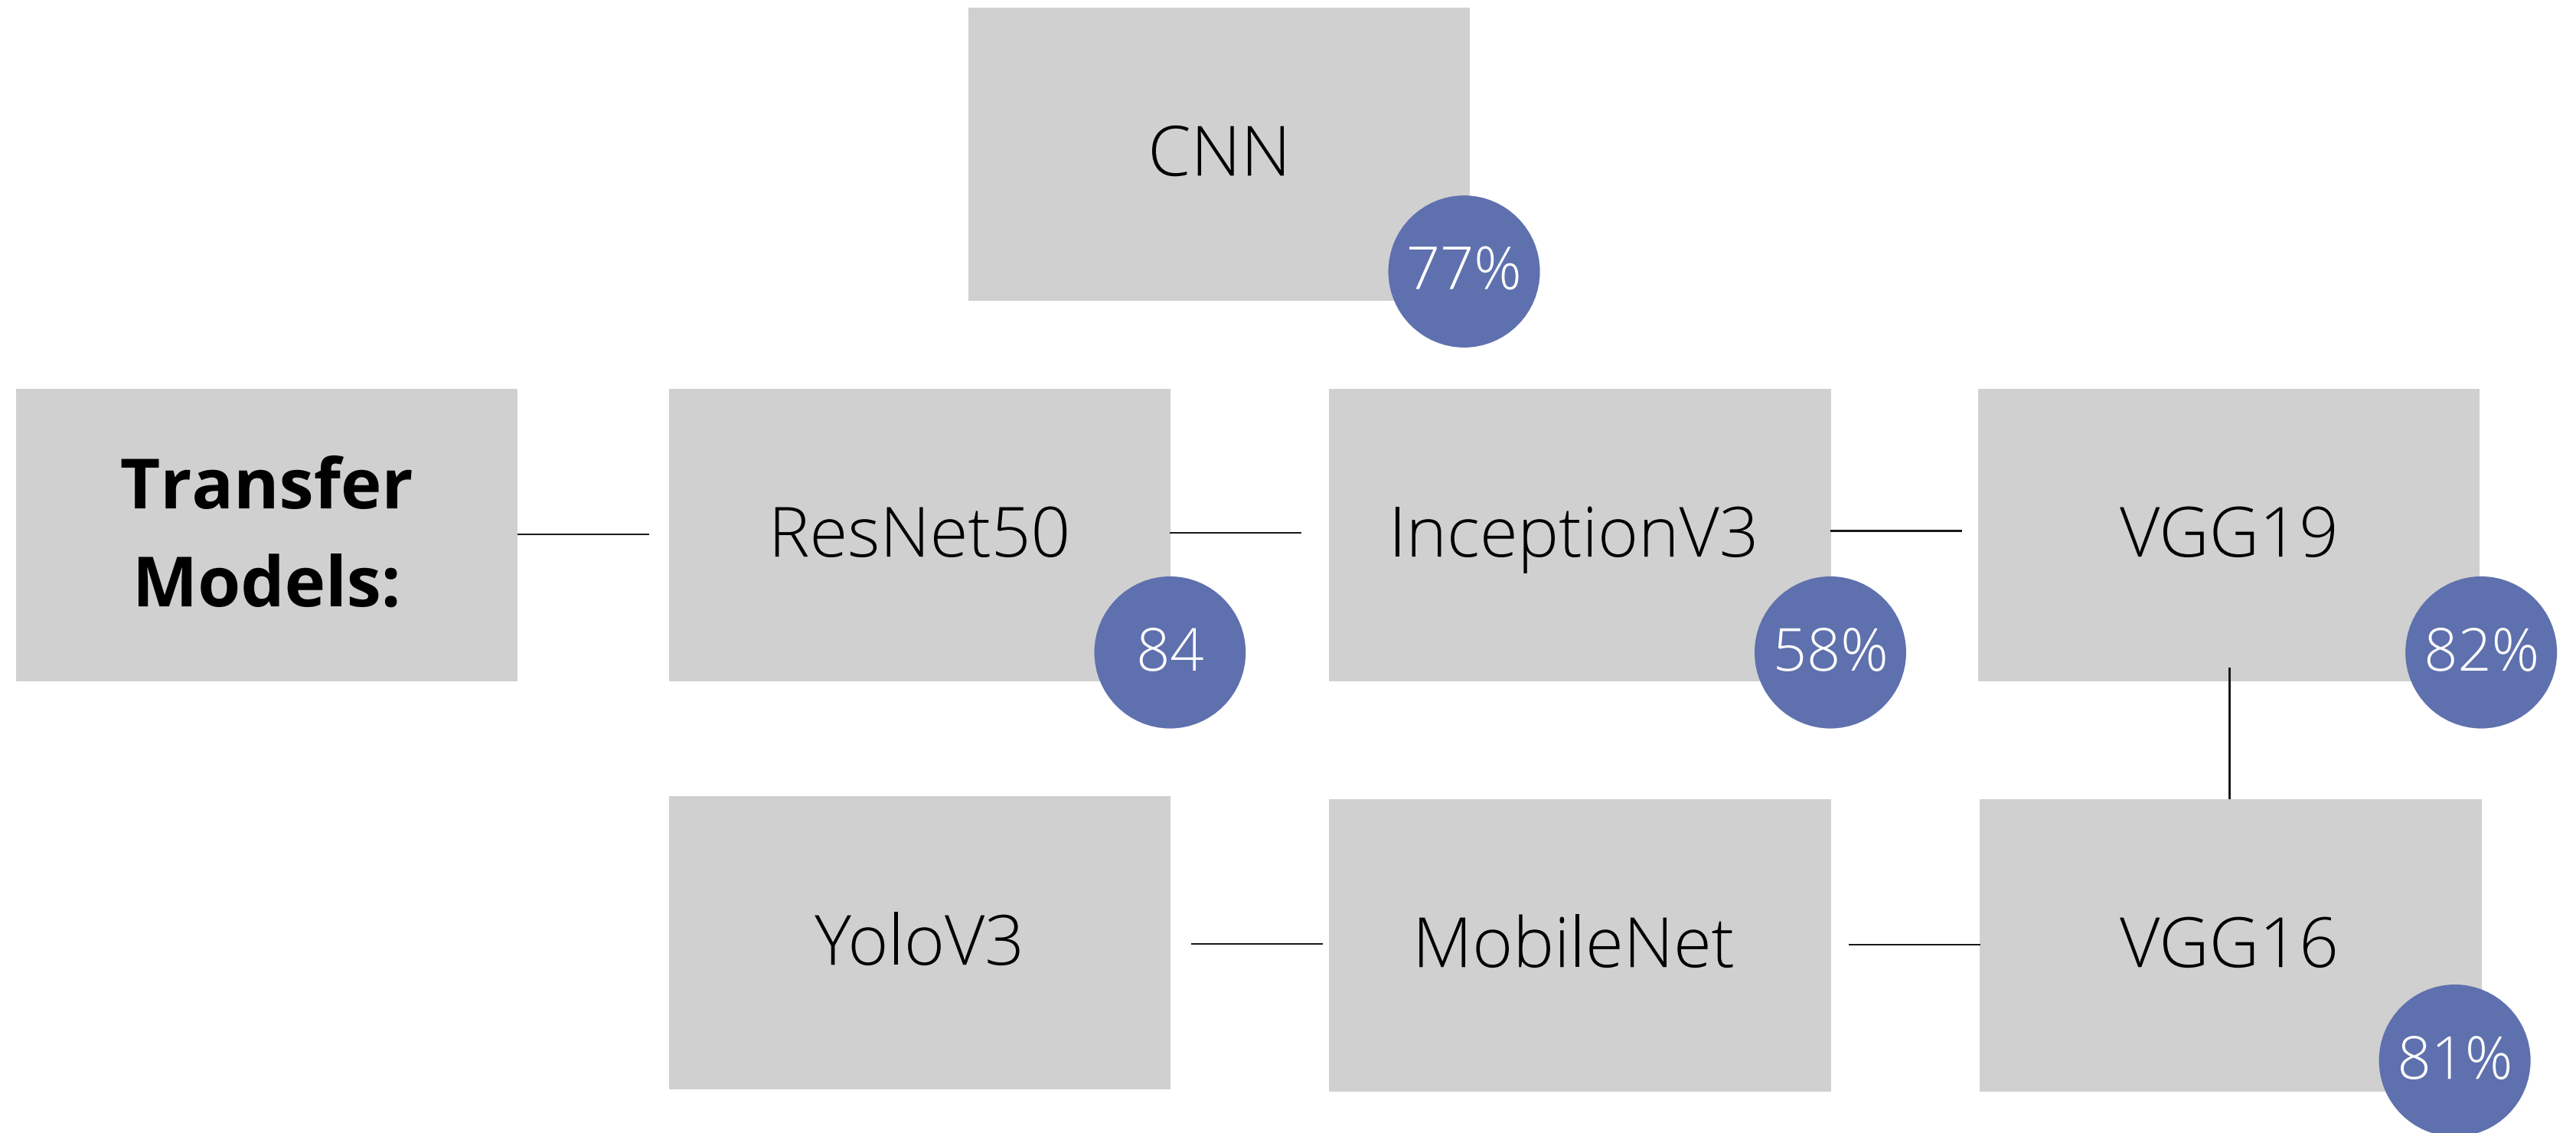 CNN
77%
Transfer
Models:
ResNet50
84
InceptionV3
58%
VGG19
82%
YoloV3
MobileNet
VGG16
81%